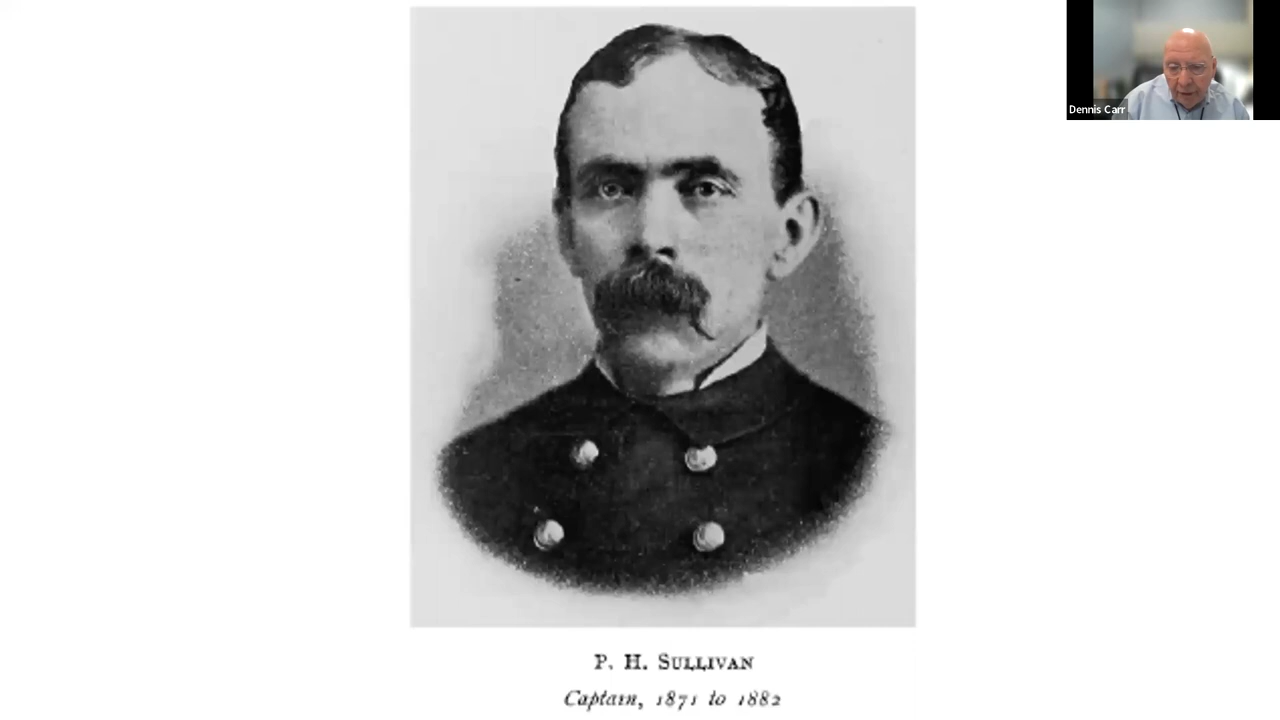 Dennis Carr
P. H. Sullivan
Captain, 1871 to 1882